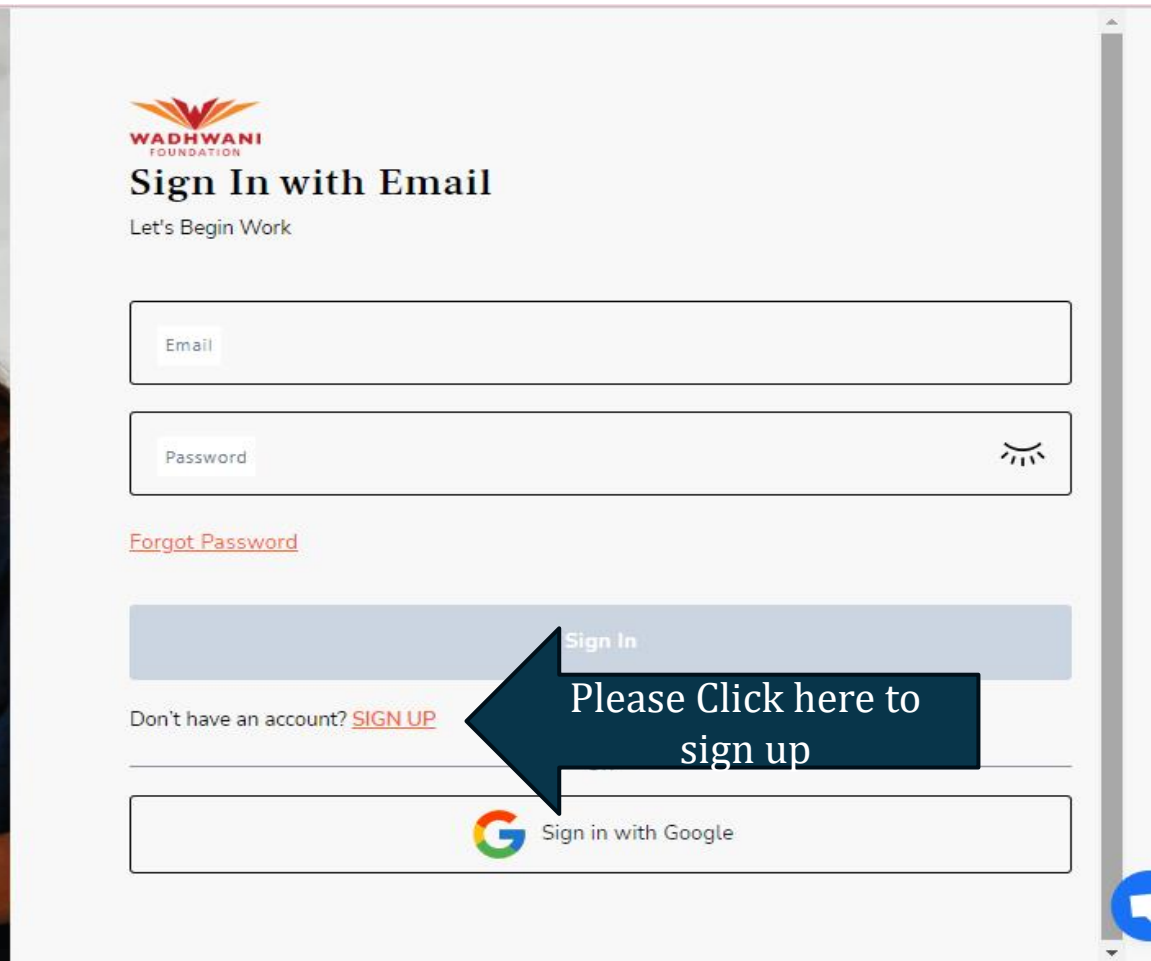 WADHWANI
FOUNDATION
Sign In with Email
Let's Begin Work
Email
Password
Forgot Password
Sign In
Please Click here to
sign up
Don't have an account? SIGN UP
Sign in with Google